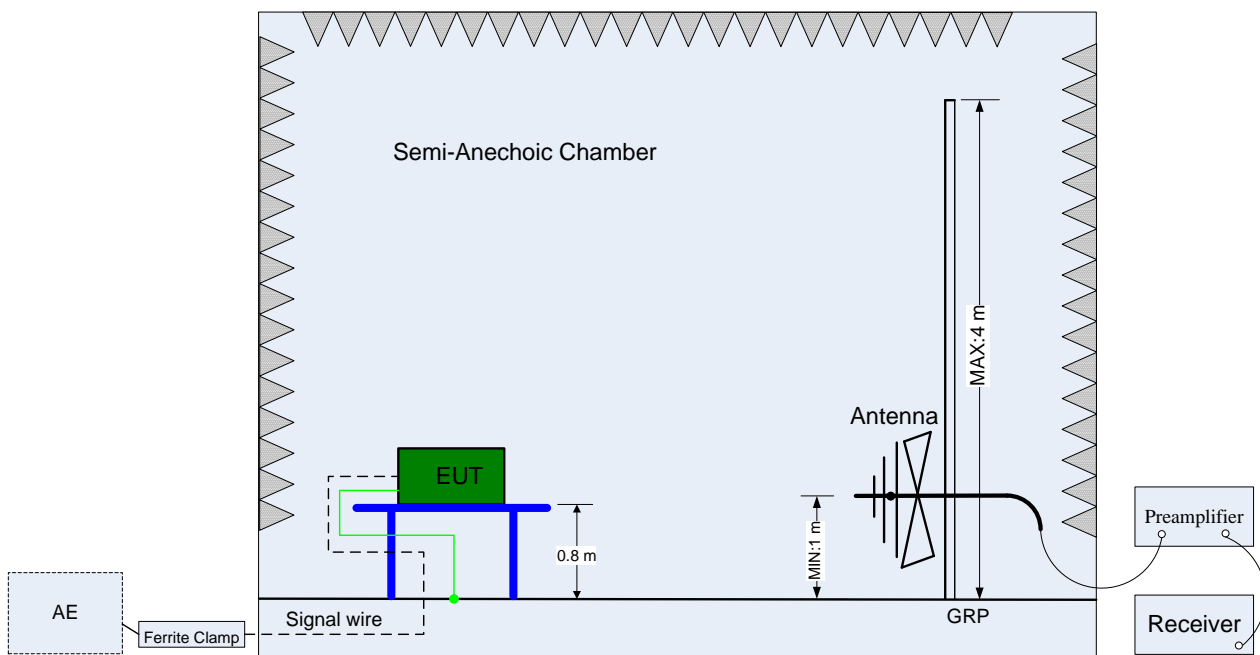 Semi-Anechoic Chamber
MAX:4 m
Antenna
EUT
MIN:1 m
0.8 m
Preamplifier
AE
Ferrite Clamp
Signal wire
GRP
Receiver